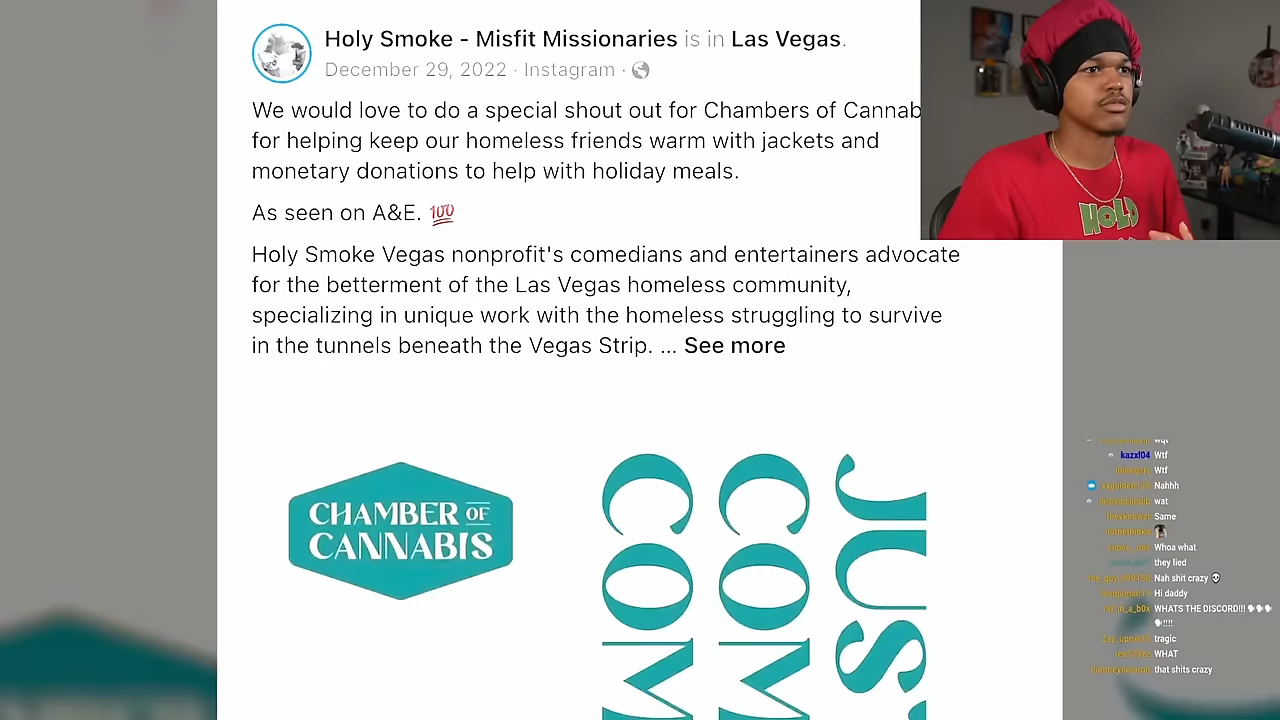 Holy Smoke - Misfit Missionaries is in Las Vegas.
December 29, 2022 · Instagram ·
We would love to do a special shout out for Chambers of Cannab
for helping keep our homeless friends warm with jackets and
monetary donations to help with holiday meals.
As seen on A&E. 💯
Holy Smoke Vegas nonprofit's comedians and entertainers advocate
for the betterment of the Las Vegas homeless community,
specializing in unique work with the homeless struggling to survive
in the tunnels beneath the Vegas Strip. ... See more
CHAMBER OF
CANNABIS
COM
COM
JUS
HOLD
kazxl04 Wtf
Wtf
Nahhh
wat
Same
Whoa what
they lied
Nah shit crazy 💀
Hi daddy
WHATS THE DISCORD!!! 🗣🗣🗣
🗣!!!!
tragic
WHAT
that shits crazy